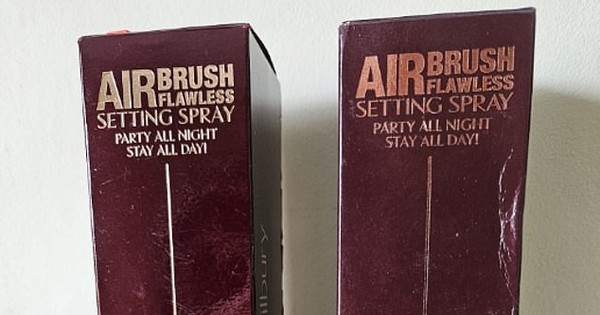 AIRBRUSH
FLAWLESS
SETTING SPRAY
PARTY ALL NIGHT
STAY ALL DAY!
AIRBRUSH
FLAWLESS
SETTING SPRAY
PARTY ALL NIGHT
STAY ALL DAY!